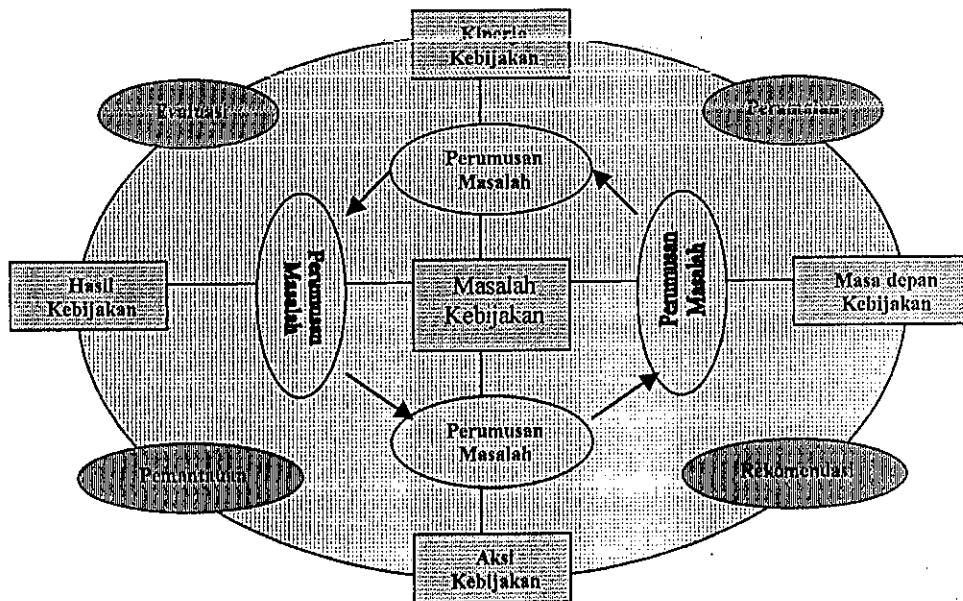 Kinerja
Kebijakan
Evaluasi
Peramalan
Perumusan
Masalah
Perumusan
Masalah
Perumusan
Masalah
Hasil
Kebijakan
Masalah
Kebijakan
Masa depan
Kebijakan
Perumusan
Masalah
Pemantauan
Rekomendasi
Aksi
Kebijakan